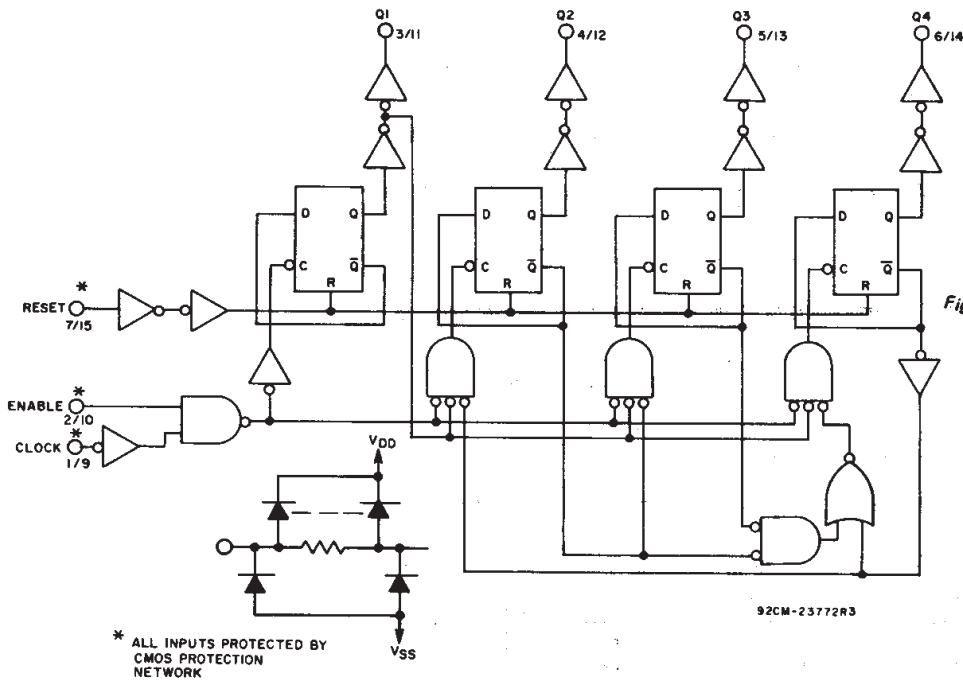 Q1 Q2 Q3 Q4
3/11 4/12 5/13 6/14
D Q D Q D Q D Q
C Q̅ C Q̅ C Q̅ C Q̅
R R R R
*
RESET
7/15
Fig
*
ENABLE
2/10
*
CLOCK
1/9
VDD
VSS
92CM-23772R3
* ALL INPUTS PROTECTED BY
CMOS PROTECTION
NETWORK